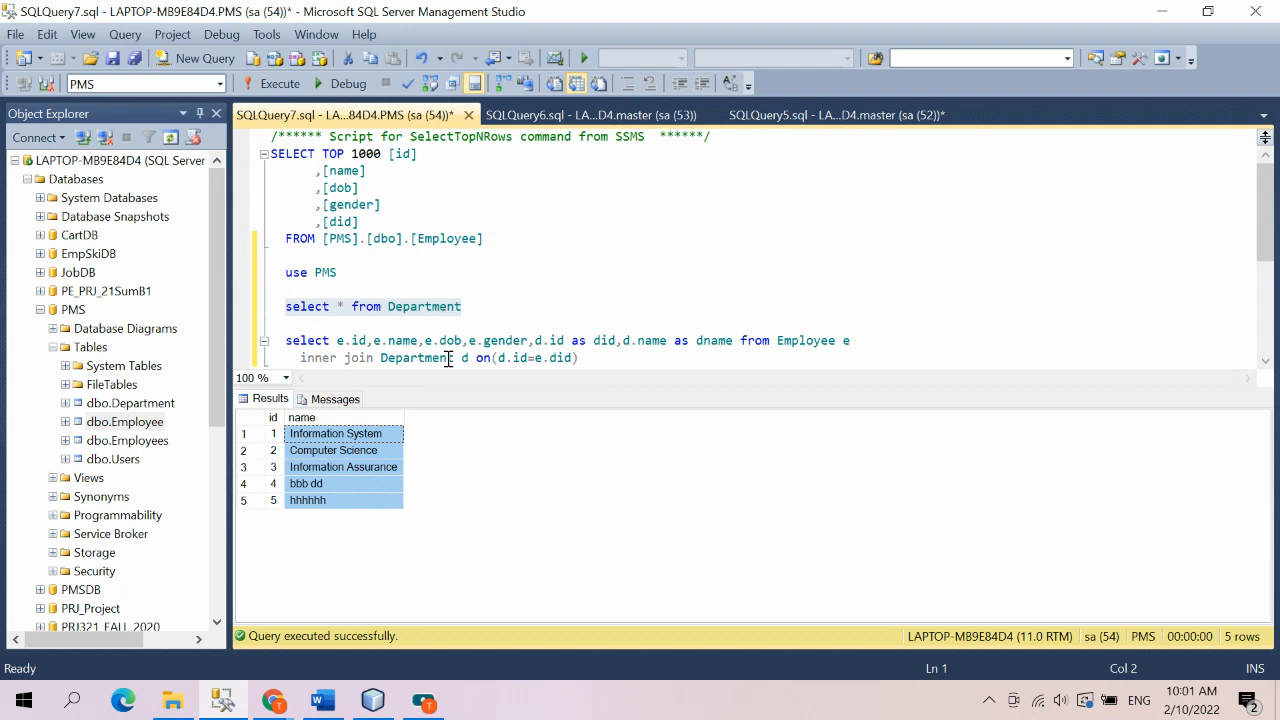 SQLQuery7.sql - LAPTOP-MB9E84D4.PMS (sa (54))* - Microsoft SQL Server Management Studio
File Edit View Query Project Debug Tools Window Help
New Query
PMS Execute Debug
Object Explorer
Connect
LAPTOP-MB9E84D4 (SQL Server
Databases
System Databases
Database Snapshots
CartDB
EmpSkiDB
JobDB
PE_PRJ_21SumB1
PMS
Database Diagrams
Tables
System Tables
FileTables
dbo.Department
dbo.Employee
dbo.Employees
dbo.Users
Views
Synonyms
Programmability
Service Broker
Storage
Security
PMSDB
PRJ_Project
PRJ321_FALL_2020
SQLQuery7.sql - LA...84D4.PMS (sa (54))* SQLQuery6.sql - LA...D4.master (sa (53)) SQLQuery5.sql - LA...D4.master (sa (52))*
/****** Script for SelectTopNRows command from SSMS ******/
SELECT TOP 1000 [id]
,[name]
,[dob]
,[gender]
,[did]
FROM [PMS].[dbo].[Employee]
use PMS
select * from Department
select e.id,e.name,e.dob,e.gender,d.id as did,d.name as dname from Employee e
inner join Department d on(d.id=e.did)
100 %
Results Messages
id name
1 1 Information System
2 2 Computer Science
3 3 Information Assurance
4 4 bbb dd
5 5 hhhhhh
Query executed successfully. LAPTOP-MB9E84D4 (11.0 RTM) sa (54) PMS 00:00:00 5 rows
Ready Ln 1 Col 2 INS
ENG
10:01 AM
2/10/2022
2